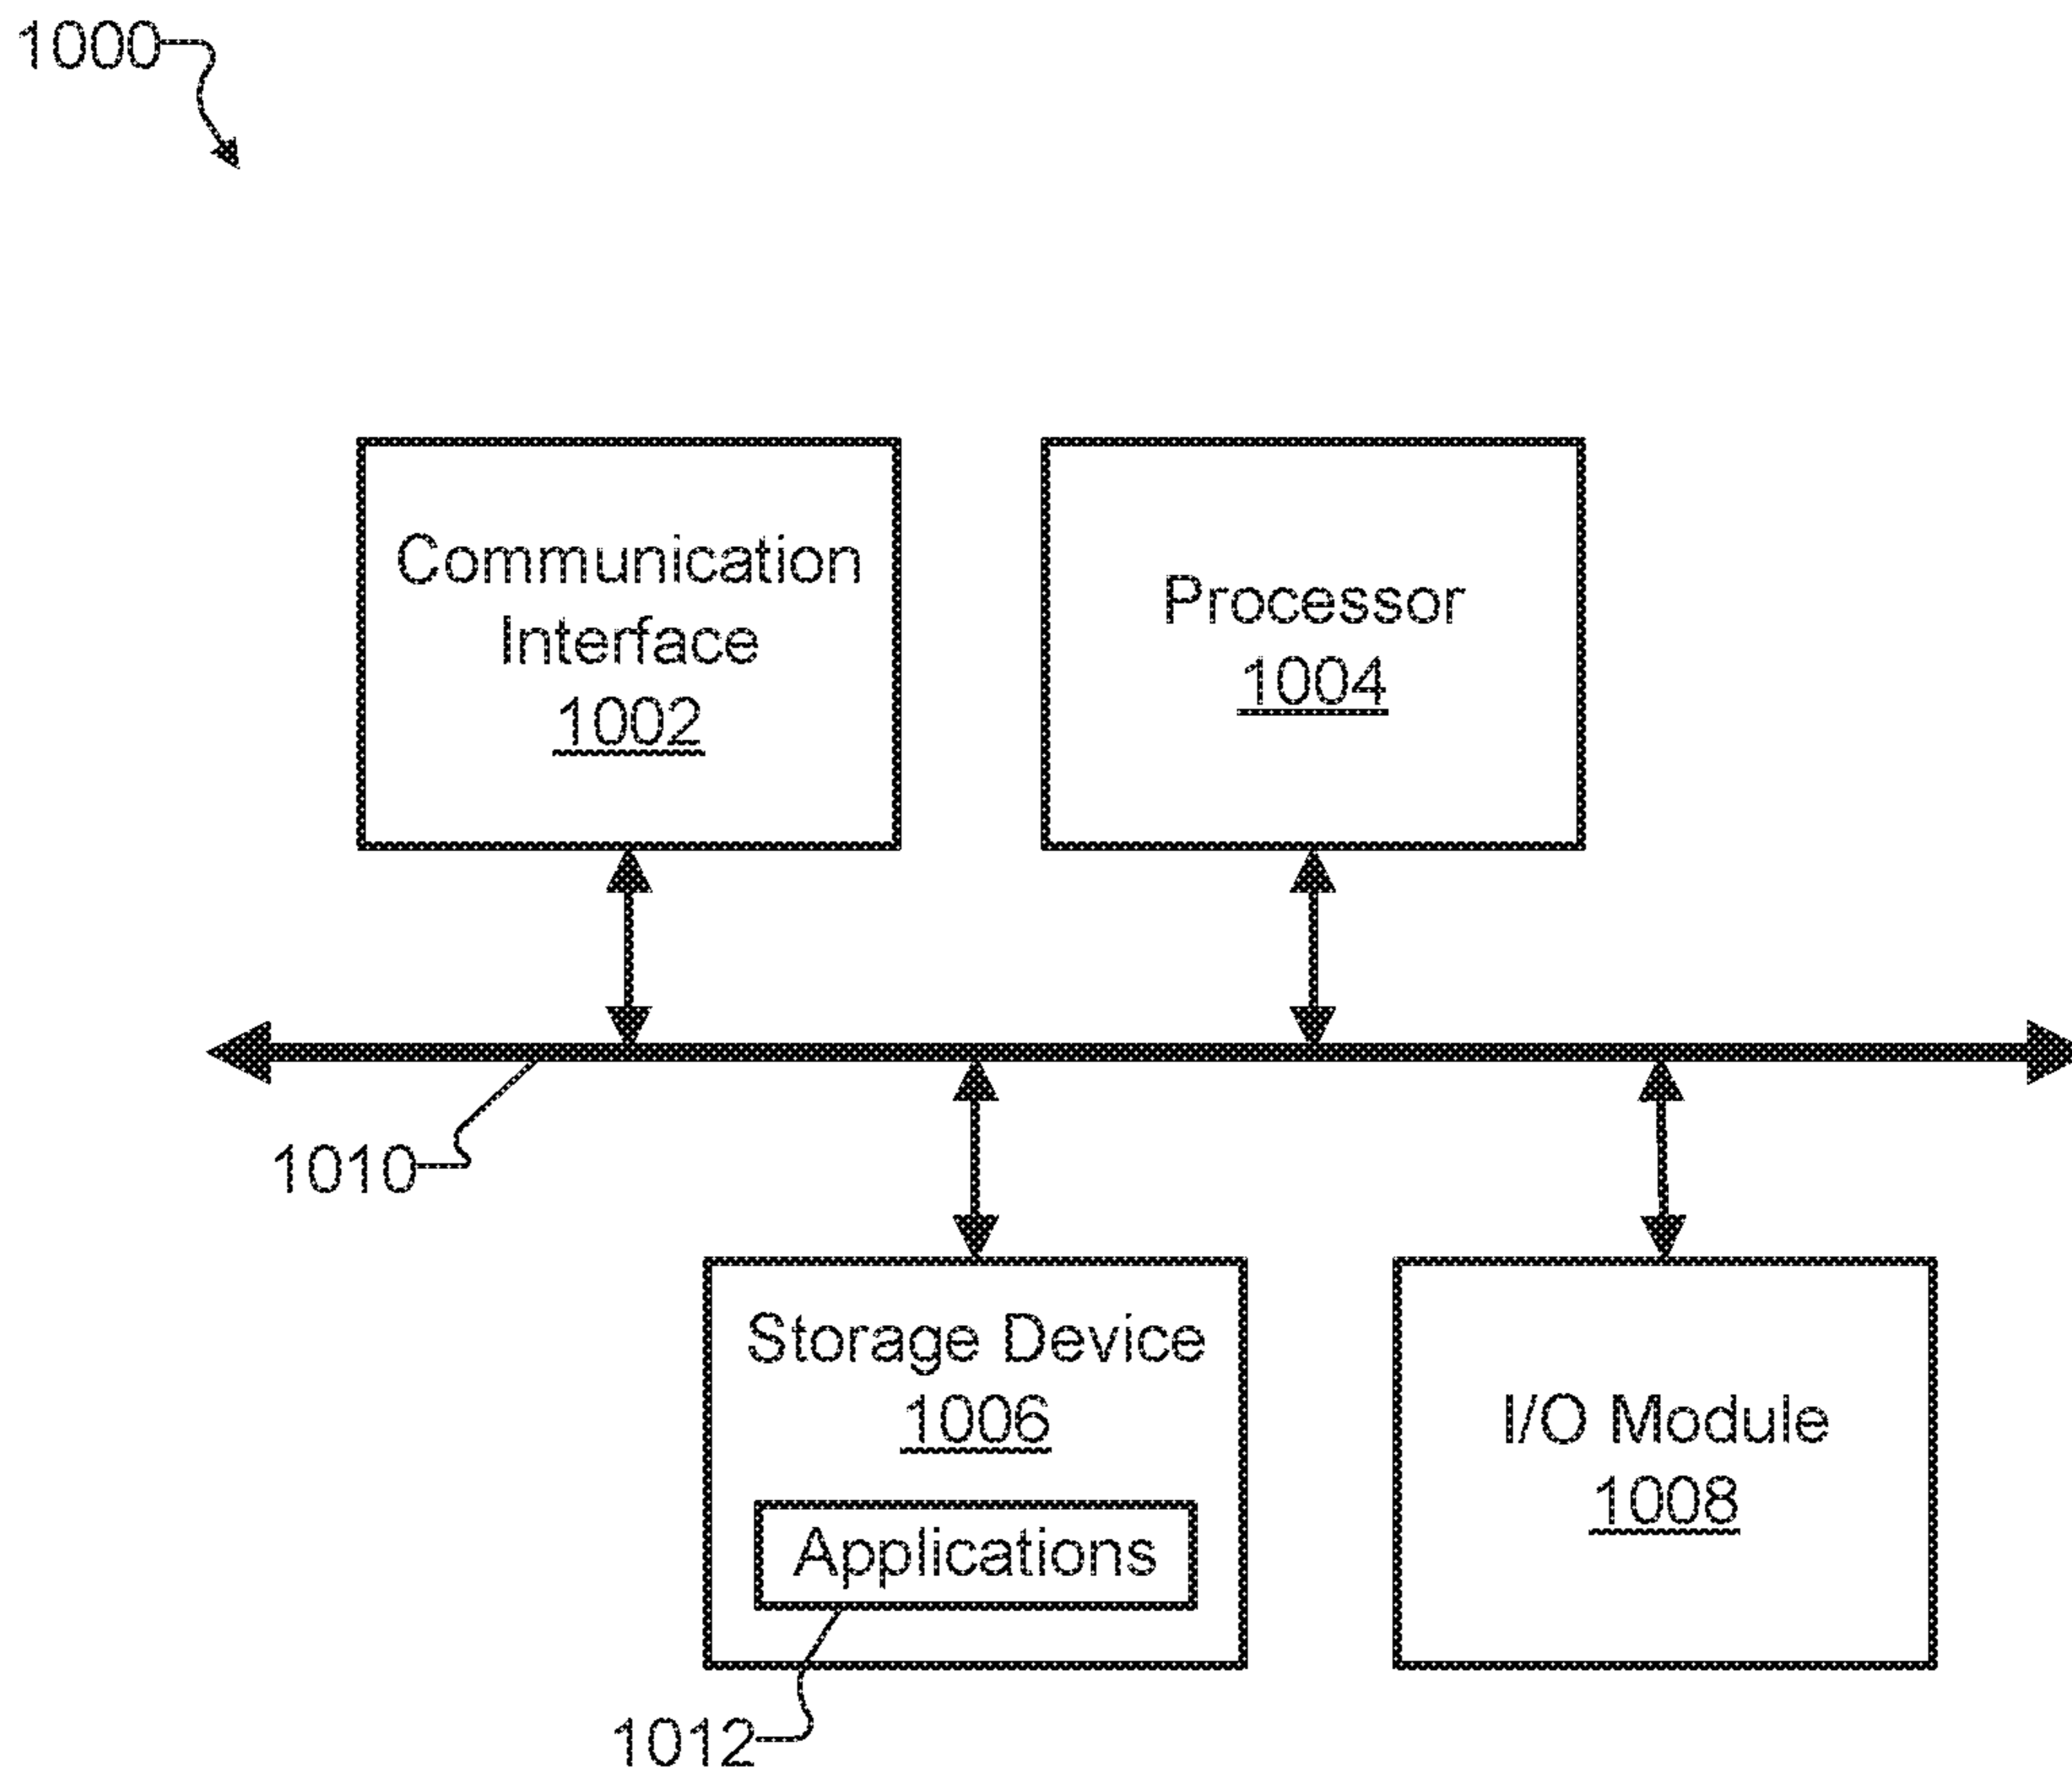 1000
Communication
Interface
1002
Processor
1004
1010
Storage Device
1006
Applications
1012
I/O Module
1008